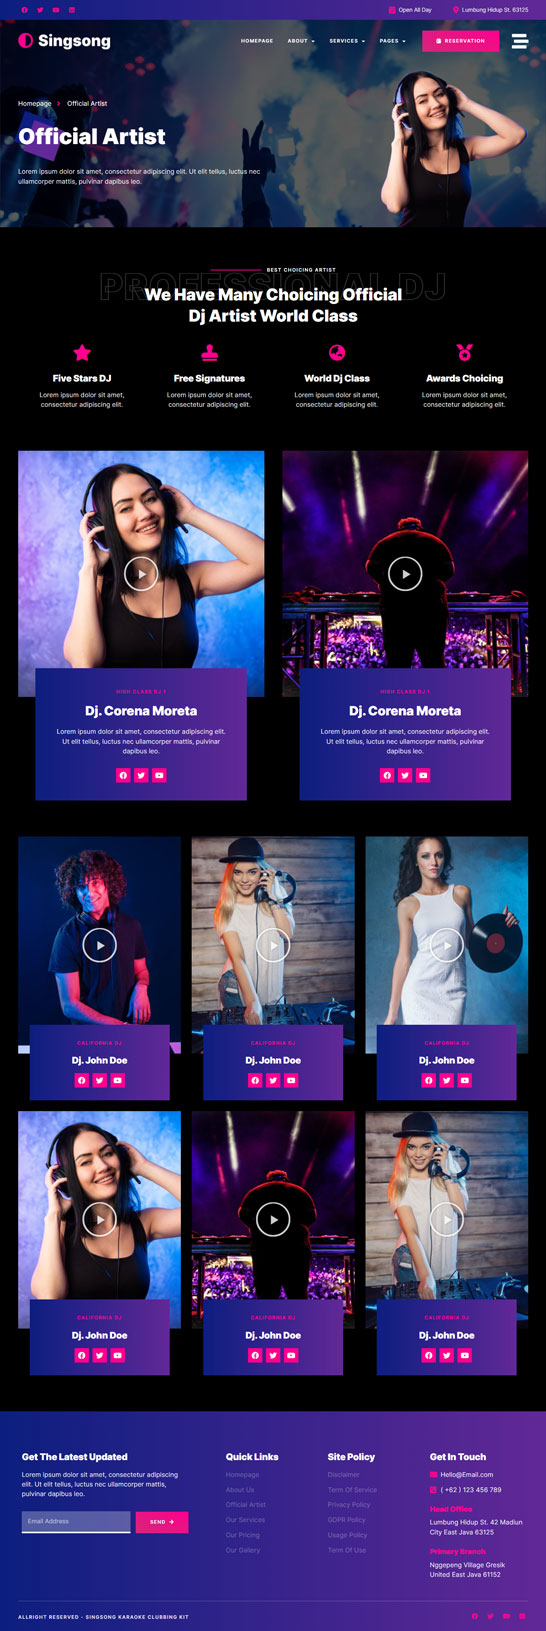 Open All Day
Lumbung Hidup St. 63125
Singsong
HOMEPAGE
ABOUT
SERVICES
PAGES
RESERVATION
Homepage
Official Artist
Official Artist
Lorem ipsum dolor sit amet, consectetur adipiscing elit. Ut elit tellus, luctus nec
ullamcorper mattis, pulvinar dapibus leo.
BEST CHOICING ARTIST
PROFESSIONAL DJ
We Have Many Choicing Official
Dj Artist World Class
Five Stars DJ
Lorem ipsum dolor sit amet,
consectetur adipiscing elit.
Free Signatures
Lorem ipsum dolor sit amet,
consectetur adipiscing elit.
World Dj Class
Lorem ipsum dolor sit amet,
consectetur adipiscing elit.
Awards Choicing
Lorem ipsum dolor sit amet,
consectetur adipiscing elit.
HIGH CLASS DJ 1
Dj. Corena Moreta
Lorem ipsum dolor sit amet, consectetur adipiscing elit.
Ut elit tellus, luctus nec ullamcorper mattis, pulvinar
dapibus leo.
HIGH CLASS DJ 1
Dj. Corena Moreta
Lorem ipsum dolor sit amet, consectetur adipiscing elit.
Ut elit tellus, luctus nec ullamcorper mattis, pulvinar
dapibus leo.
CALIFORNIA DJ
Dj. John Doe
CALIFORNIA DJ
Dj. John Doe
CALIFORNIA DJ
Dj. John Doe
CALIFORNIA DJ
Dj. John Doe
CALIFORNIA DJ
Dj. John Doe
CALIFORNIA DJ
Dj. John Doe
Get The Latest Updated
Lorem ipsum dolor sit amet, consectetur adipiscing
elit. Ut elit tellus, luctus nec ullamcorper mattis,
pulvinar dapibus leo.
Email Address
SEND
Quick Links
Homepage
About Us
Official Artist
Our Services
Our Pricing
Our Galery
Site Policy
Disclaimer
Term Of Service
Privacy Policy
GDPR Policy
Usage Policy
Term Of Use
Get In Touch
Hello@Email.com
( +62 ) 123 456 789
Head Office
Lumbung Hidup St. 42 Madiun
City East Java 63125
Primary Branch
Nggepeng Village Gresik
United East Java 61152
ALLRIGHT RESERVED - SINGSONG KARAOKE CLUBBING KIT